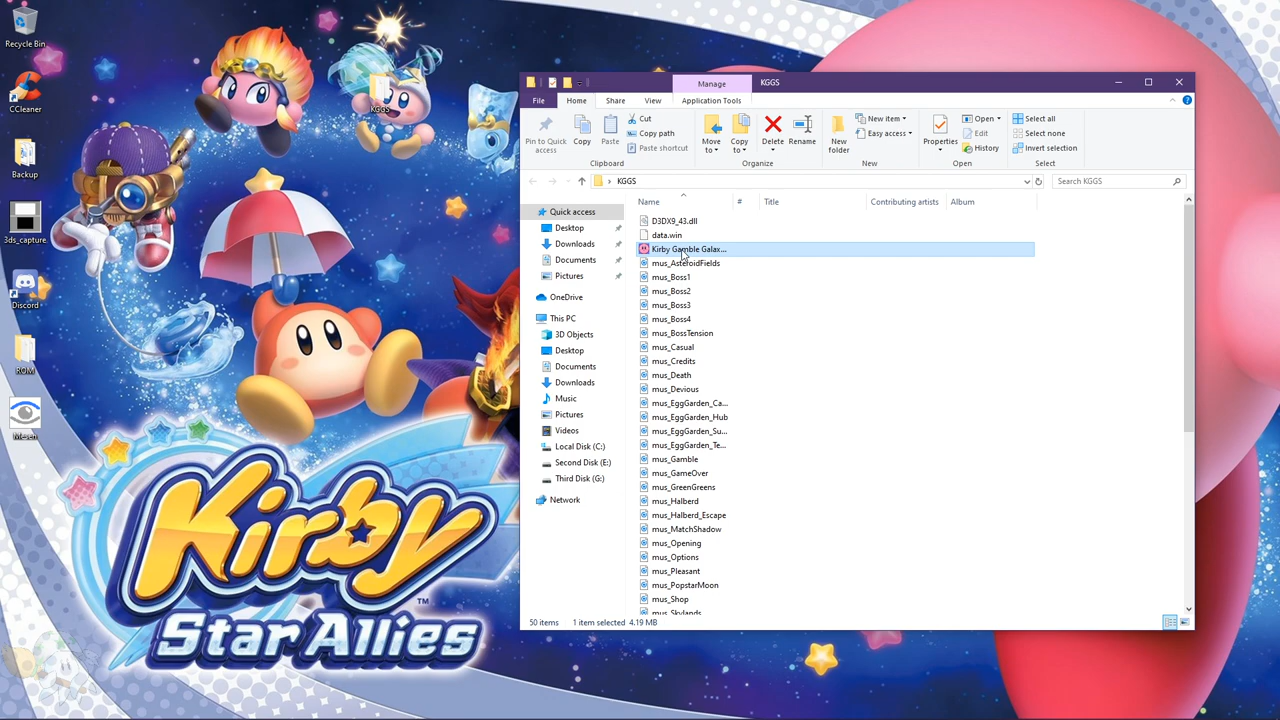 Recycle Bin
CCleaner
Backup
3ds_capture
Discord
ROM
Mesen
KGGS
Kirby
TM
Star Allies
Manage
KGGS
File
Home
Share
View
Application Tools
Pin to Quick access
Copy
Paste
Cut
Copy path
Paste shortcut
Clipboard
Move to
Copy to
Delete
Rename
Organize
New folder
New item
Easy access
New
Properties
Open
Edit
History
Open
Select all
Select none
Invert selection
Select
KGGS
Search KGGS
Quick access
Desktop
Downloads
Documents
Pictures
OneDrive
This PC
3D Objects
Desktop
Documents
Downloads
Music
Pictures
Videos
Local Disk (C:)
Second Disk (E:)
Third Disk (G:)
Network
Name # Title Contributing artists Album
D3DX9_43.dll
data.win
Kirby Gamble Galax...
mus_AsteroidFields
mus_Boss1
mus_Boss2
mus_Boss3
mus_Boss4
mus_BossTension
mus_Casual
mus_Credits
mus_Death
mus_Devious
mus_EggGarden_Ca...
mus_EggGarden_Hub
mus_EggGarden_Su...
mus_EggGarden_Te...
mus_Gamble
mus_GameOver
mus_GreenGreens
mus_Halberd
mus_Halberd_Escape
mus_MatchShadow
mus_Opening
mus_Options
mus_Pleasant
mus_PopstarMoon
mus_Shop
mus_Skylands
50 items 1 item selected 4.19 MB